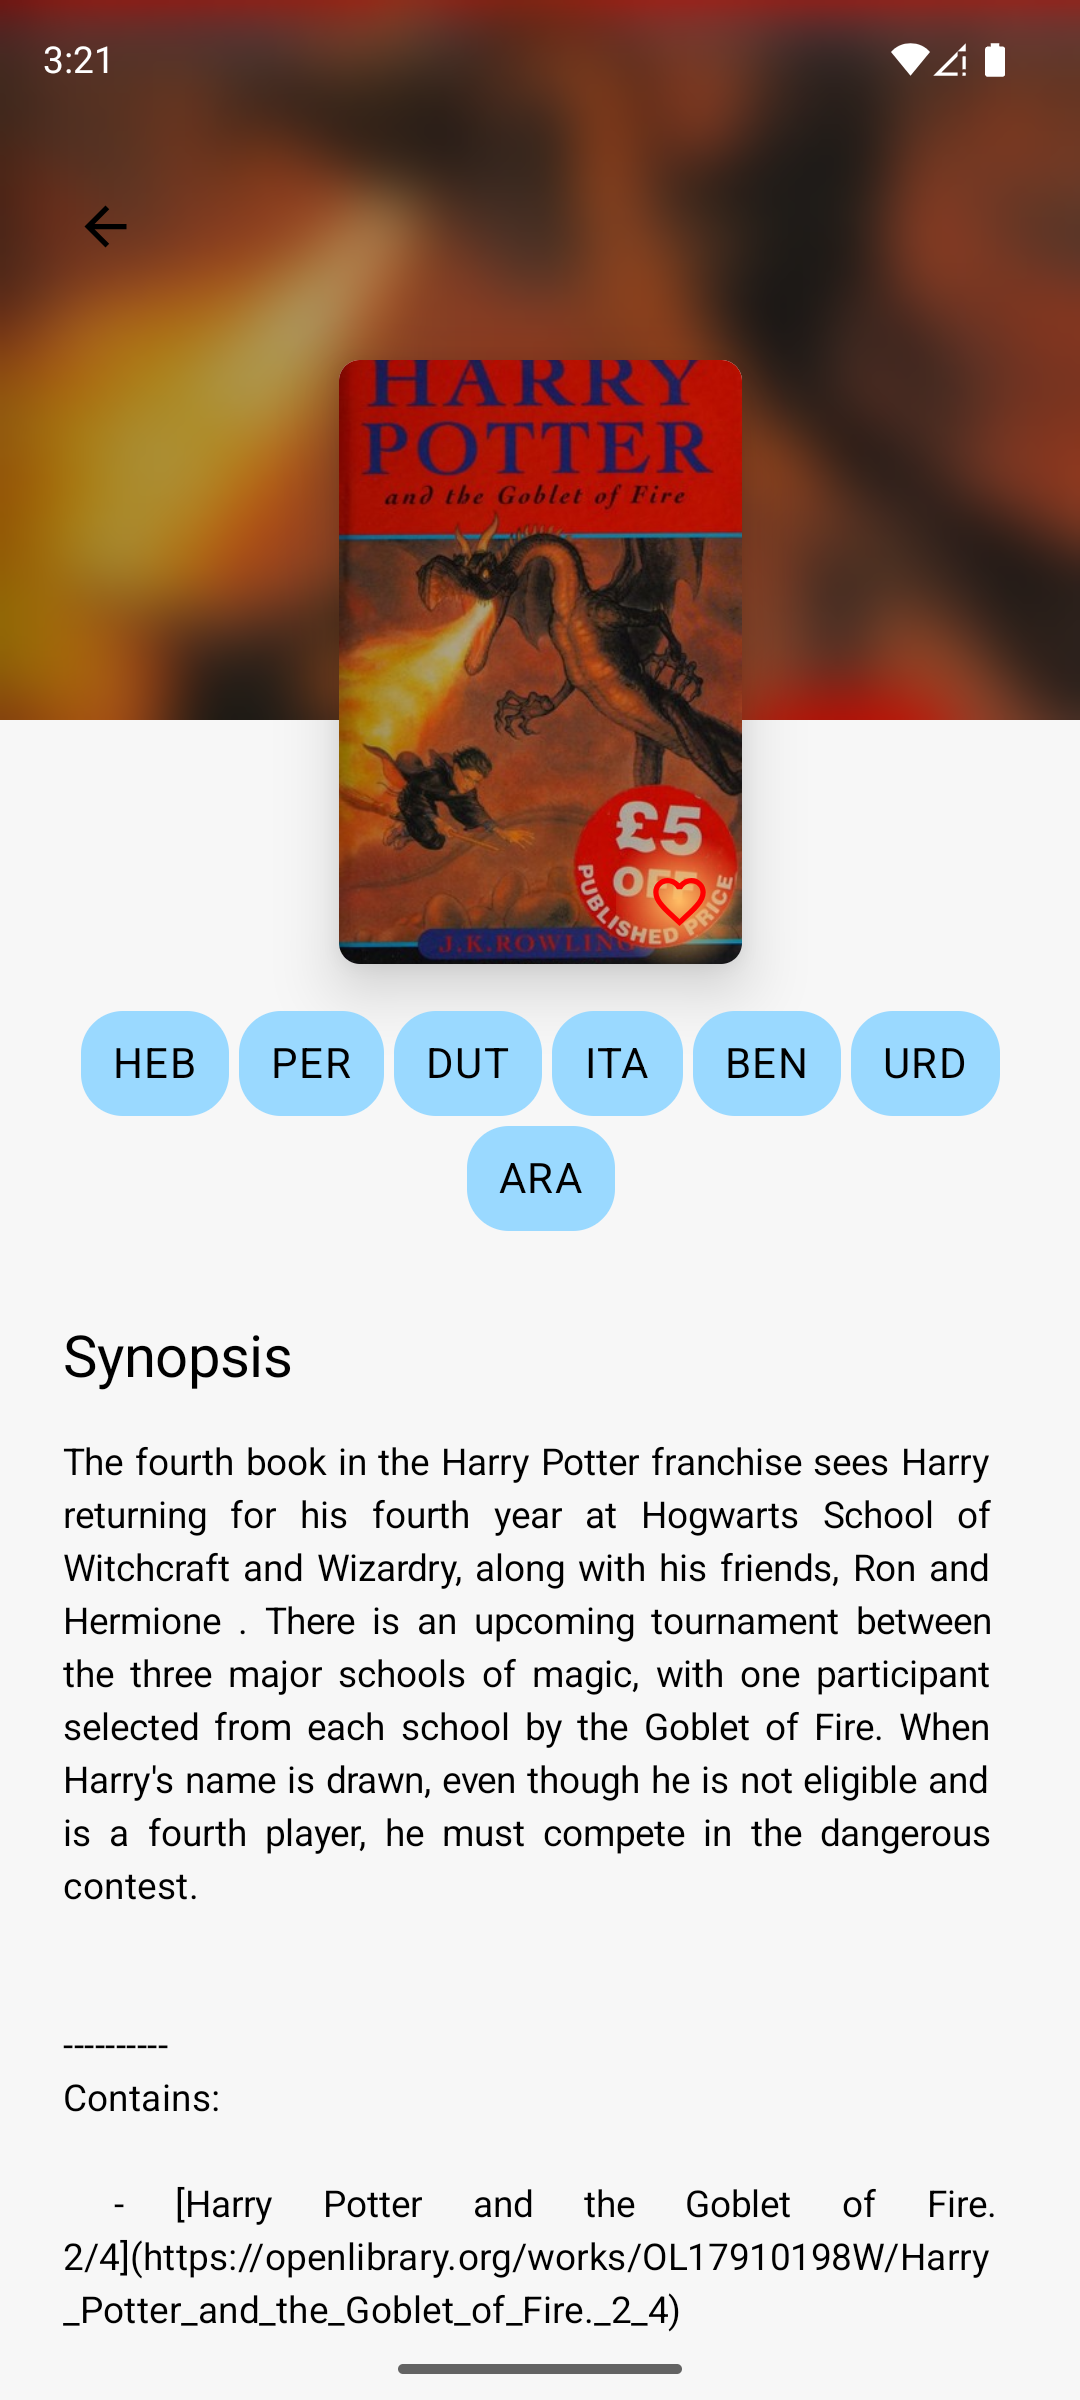 3:21
HARRY
POTTER
and the Goblet of Fire
£5
OFF
PUBLISHED PRICE
J.K.ROWLING
HEB PER DUT ITA BEN URD
ARA
Synopsis
The fourth book in the Harry Potter franchise sees Harry
returning for his fourth year at Hogwarts School of
Witchcraft and Wizardry, along with his friends, Ron and
Hermione . There is an upcoming tournament between
the three major schools of magic, with one participant
selected from each school by the Goblet of Fire. When
Harry's name is drawn, even though he is not eligible and
is a fourth player, he must compete in the dangerous
contest.
----------
Contains:
- [Harry Potter and the Goblet of Fire.
2/4](https://openlibrary.org/works/OL17910198W/Harry
_Potter_and_the_Goblet_of_Fire._2_4)